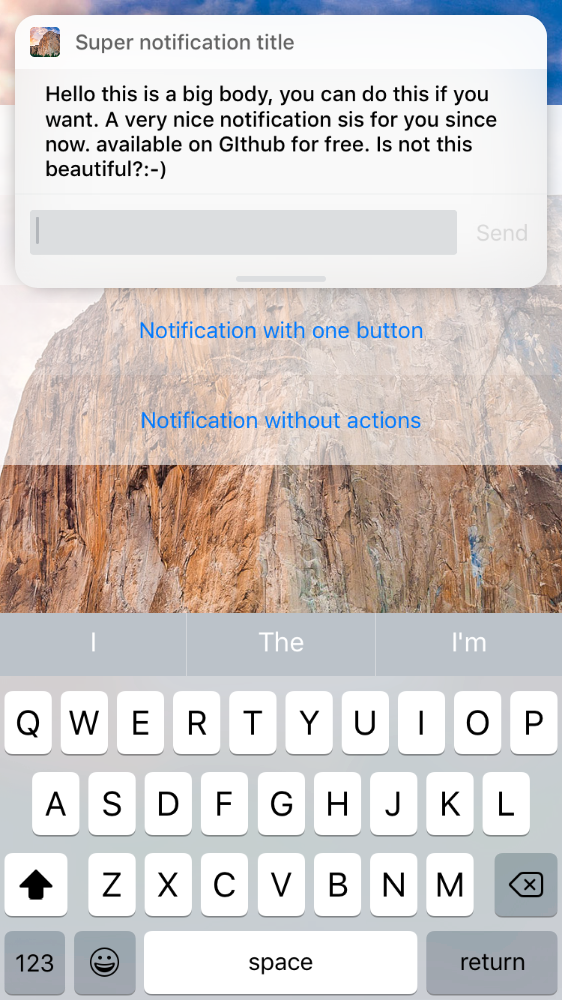 Super notification title
Hello this is a big body, you can do this if you
want. A very nice notification sis for you since
now. available on GIthub for free. Is not this
beautiful?:-)
Send
Notification with one button
Notification without actions
I The I'm
Q W E R T Y U I O P
A S D F G H J K L
Z X C V B N M
123 space return